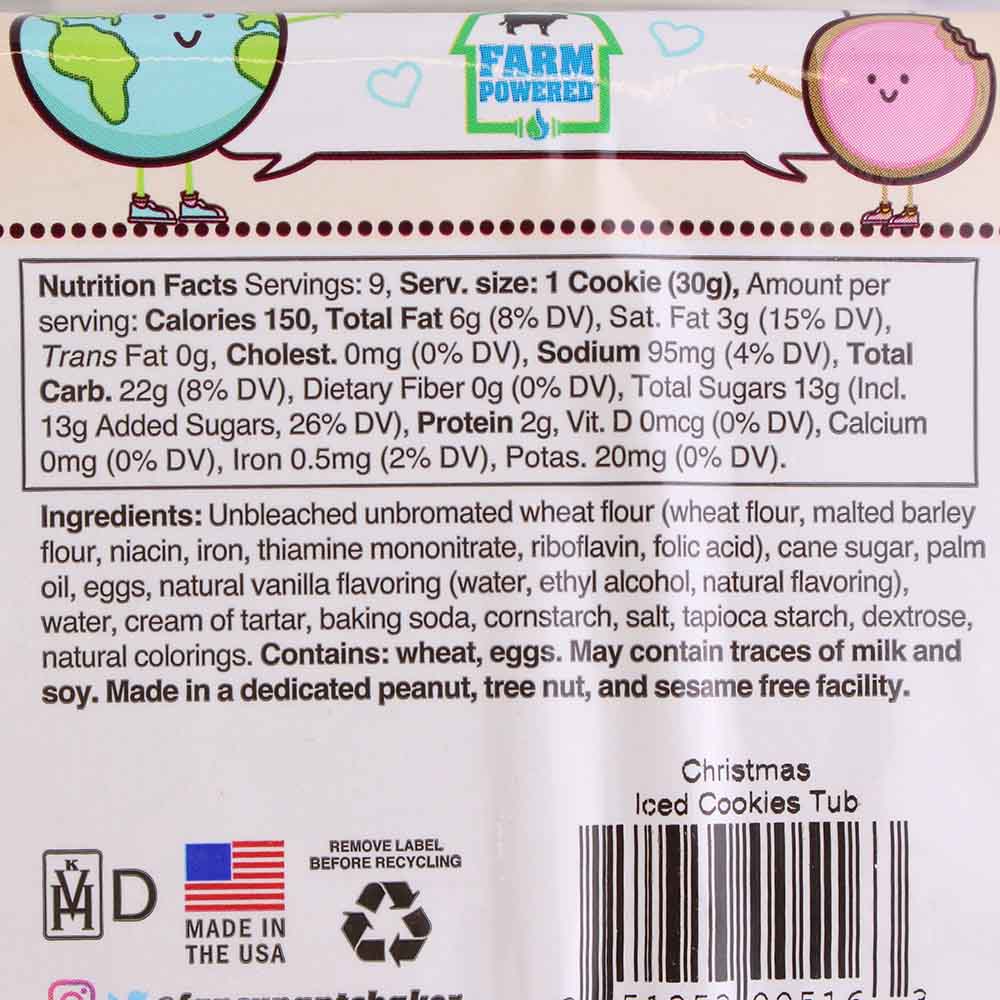 FARM
POWERED
Nutrition Facts Servings: 9, Serv. size: 1 Cookie (30g), Amount per
serving: Calories 150, Total Fat 6g (8% DV), Sat. Fat 3g (15% DV),
Trans Fat 0g, Cholest. 0mg (0% DV), Sodium 95mg (4% DV), Total
Carb. 22g (8% DV), Dietary Fiber 0g (0% DV), Total Sugars 13g (Incl.
13g Added Sugars, 26% DV), Protein 2g, Vit. D 0mcg (0% DV), Calcium
0mg (0% DV), Iron 0.5mg (2% DV), Potas. 20mg (0% DV).
Ingredients: Unbleached unbromated wheat flour (wheat flour, malted barley
flour, niacin, iron, thiamine mononitrate, riboflavin, folic acid), cane sugar, palm
oil, eggs, natural vanilla flavoring (water, ethyl alcohol, natural flavoring),
water, cream of tartar, baking soda, cornstarch, salt, tapioca starch, dextrose,
natural colorings. Contains: wheat, eggs. May contain traces of milk and
soy. Made in a dedicated peanut, tree nut, and sesame free facility.
Christmas
Iced Cookies Tub
K
VH D
MADE IN
THE USA
REMOVE LABEL
BEFORE RECYCLING